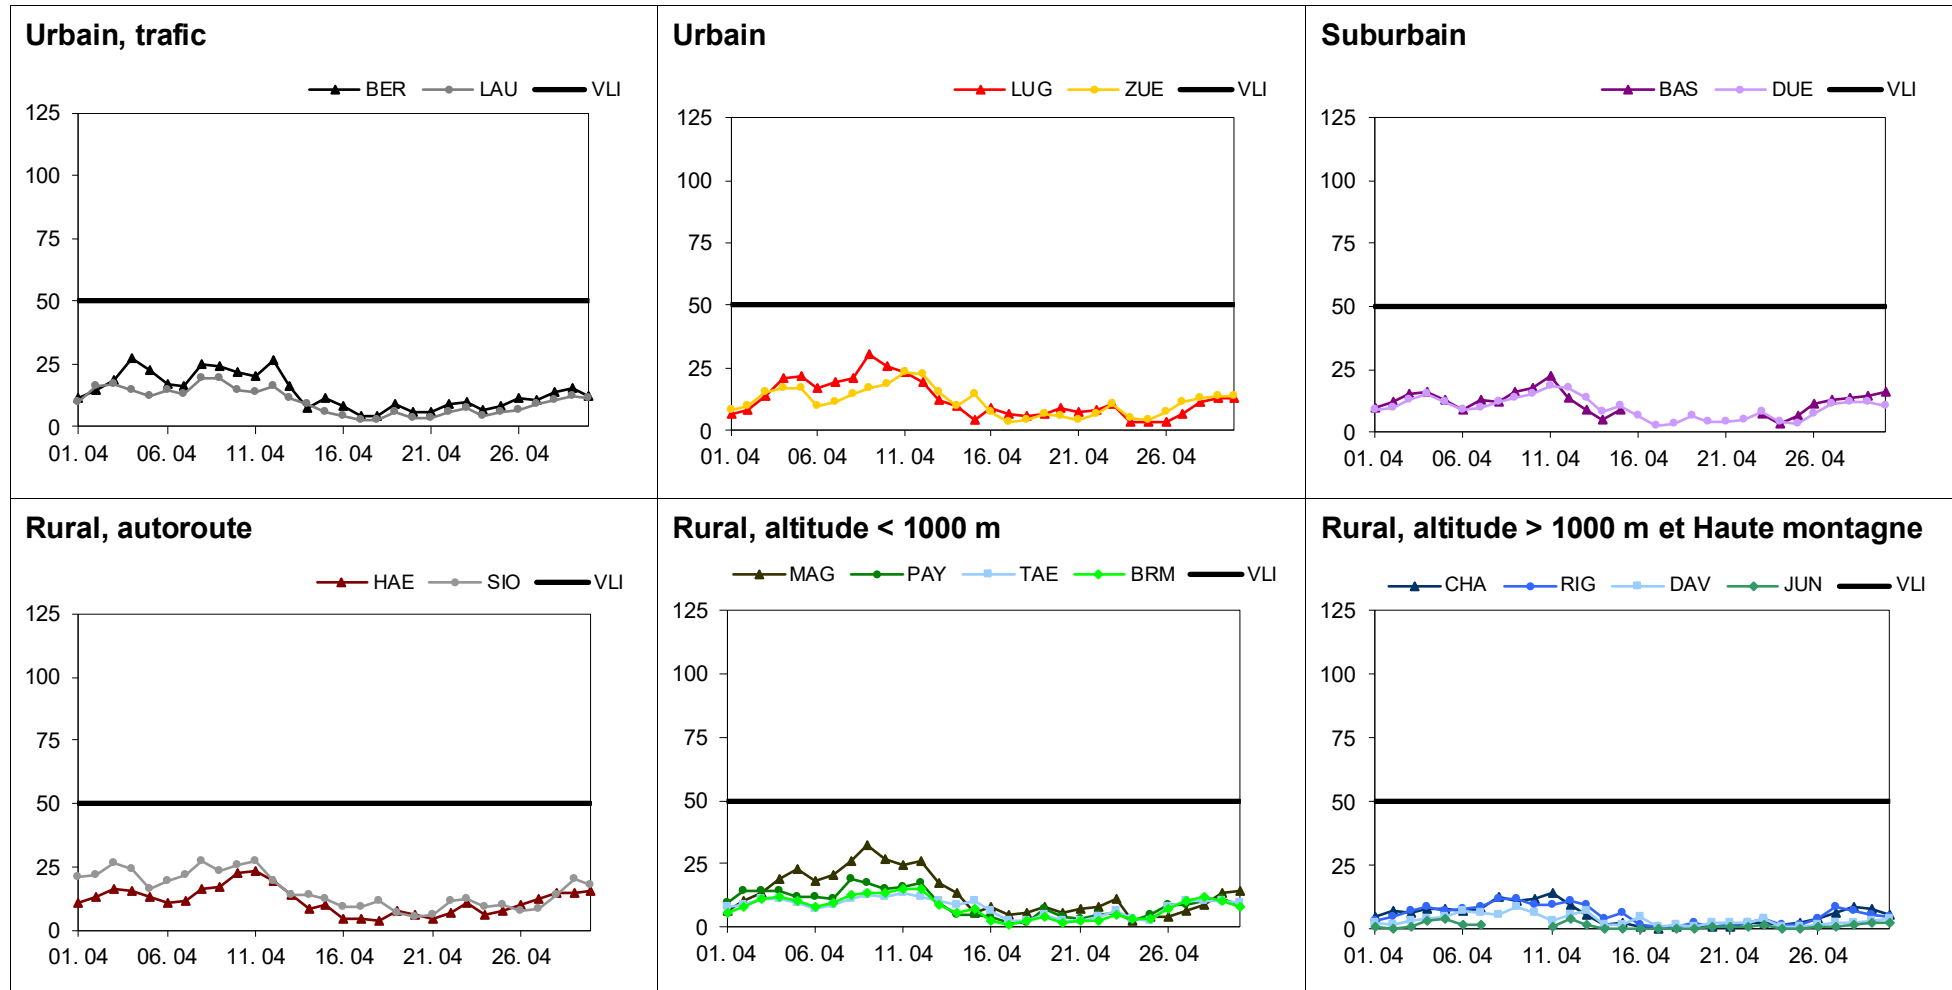 Urbain, trafic
BER LAU VLI
125
100
75
50
25
0
01. 04 06. 04 11. 04 16. 04 21. 04 26. 04
Urbain
LUG ZUE VLI
125
100
75
50
25
0
01. 04 06. 04 11. 04 16. 04 21. 04 26. 04
Suburbain
BAS DUE VLI
125
100
75
50
25
0
01. 04 06. 04 11. 04 16. 04 21. 04 26. 04
Rural, autoroute
HAE SIO VLI
125
100
75
50
25
0
01. 04 06. 04 11. 04 16. 04 21. 04 26. 04
Rural, altitude < 1000 m
MAG PAY TAE BRM VLI
125
100
75
50
25
0
01. 04 06. 04 11. 04 16. 04 21. 04 26. 04
Rural, altitude > 1000 m et Haute montagne
CHA RIG DAV JUN VLI
125
100
75
50
25
0
01. 04 06. 04 11. 04 16. 04 21. 04 26. 04